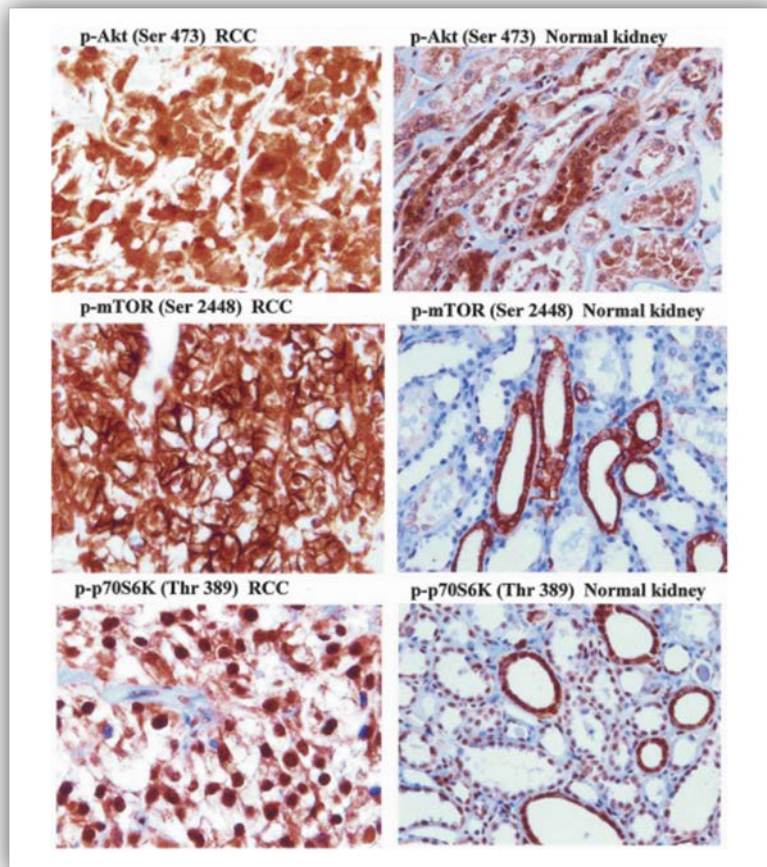 p-Akt (Ser 473) RCC
p-Akt (Ser 473) Normal kidney
p-mTOR (Ser 2448) RCC
p-mTOR (Ser 2448) Normal kidney
p-p70S6K (Thr 389) RCC
p-p70S6K (Thr 389) Normal kidney